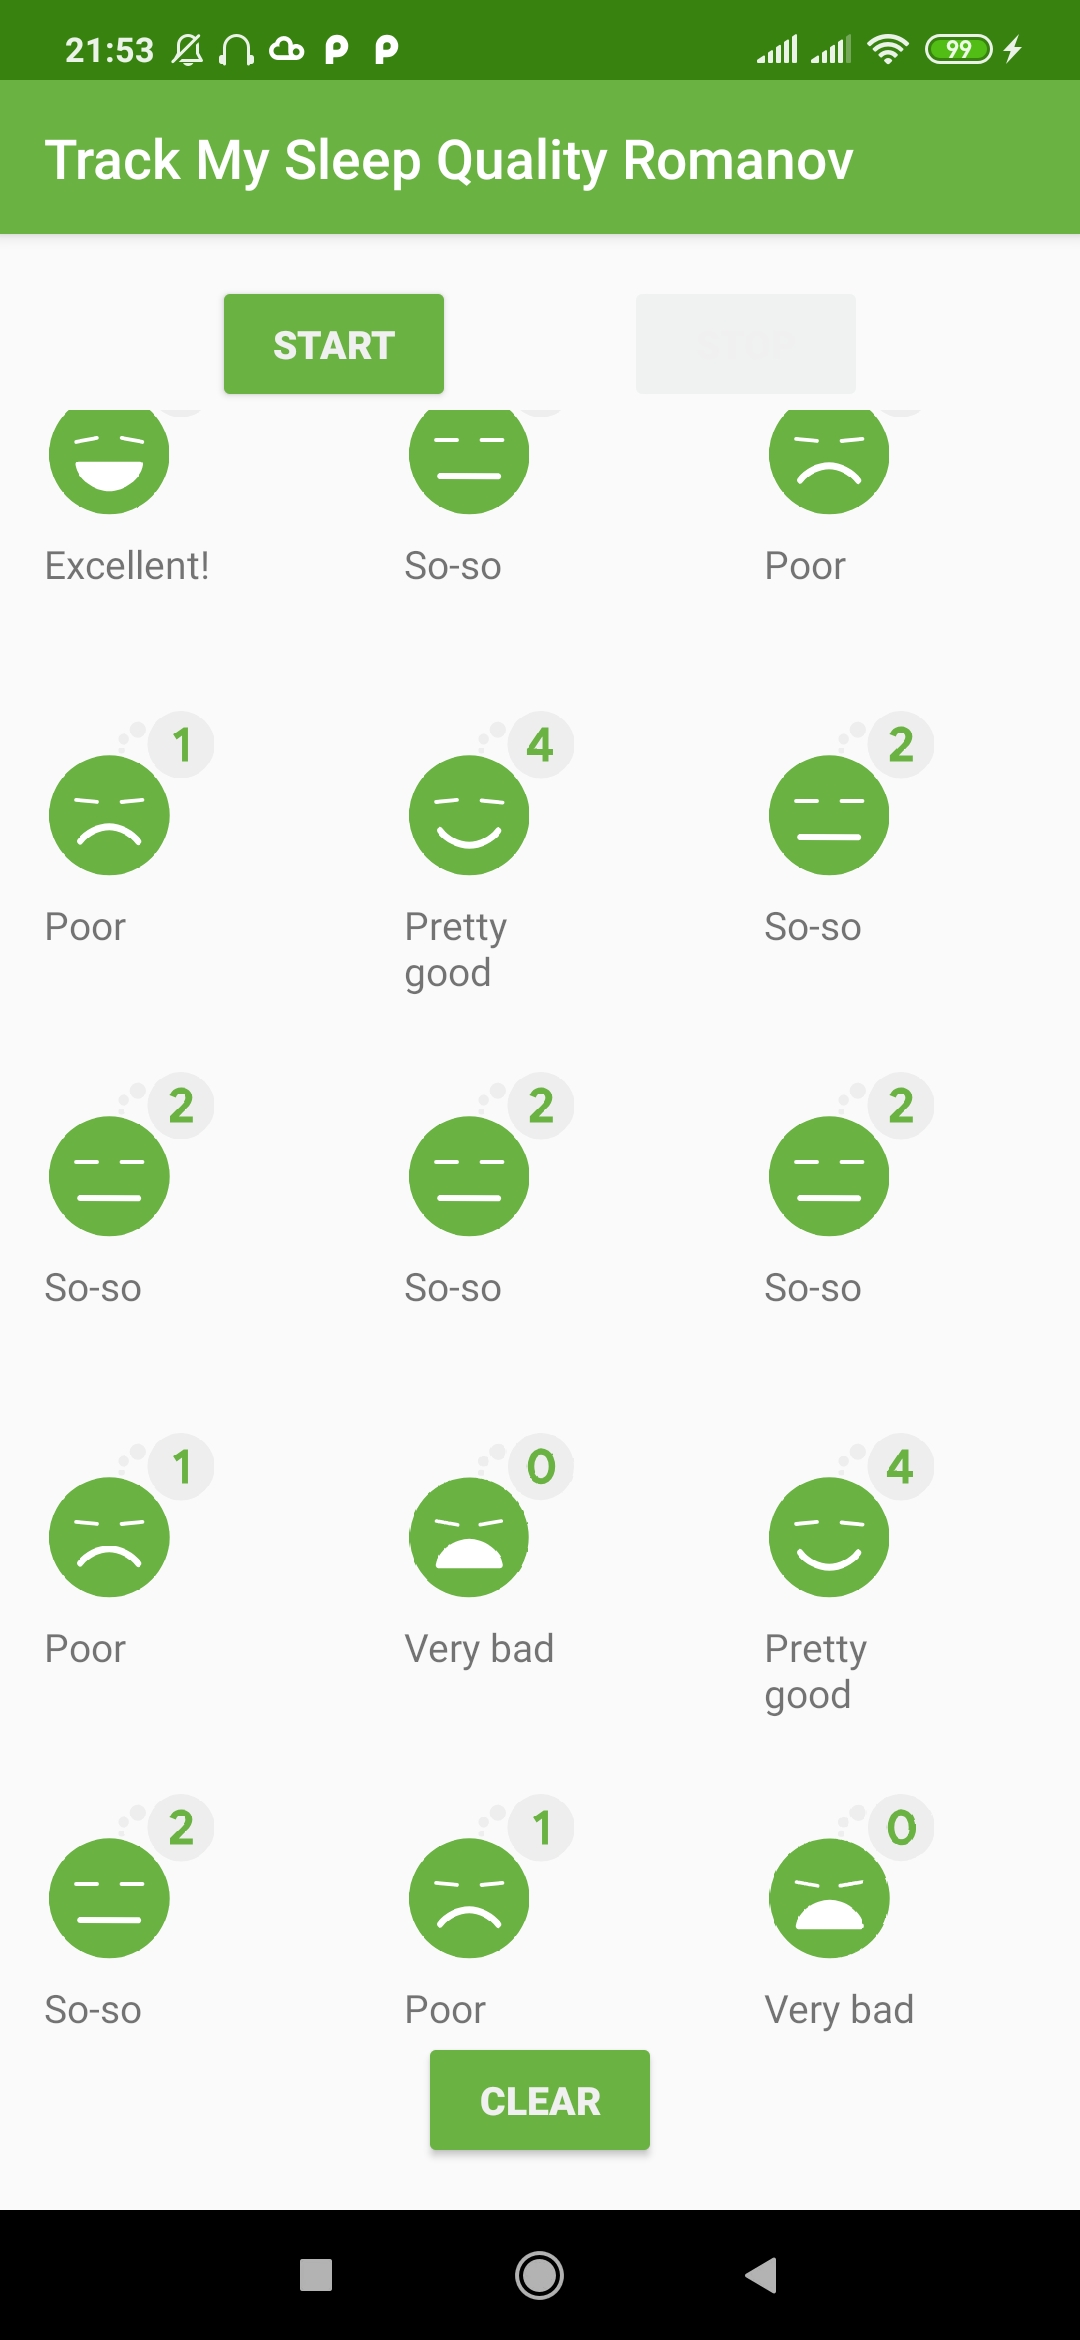 21:53
99
Track My Sleep Quality Romanov
START
Excellent! So-so Poor
1 4 2
Poor Pretty good So-so
2 2 2
So-so So-so So-so
1 0 4
Poor Very bad Pretty good
2 1 0
So-so Poor Very bad
CLEAR